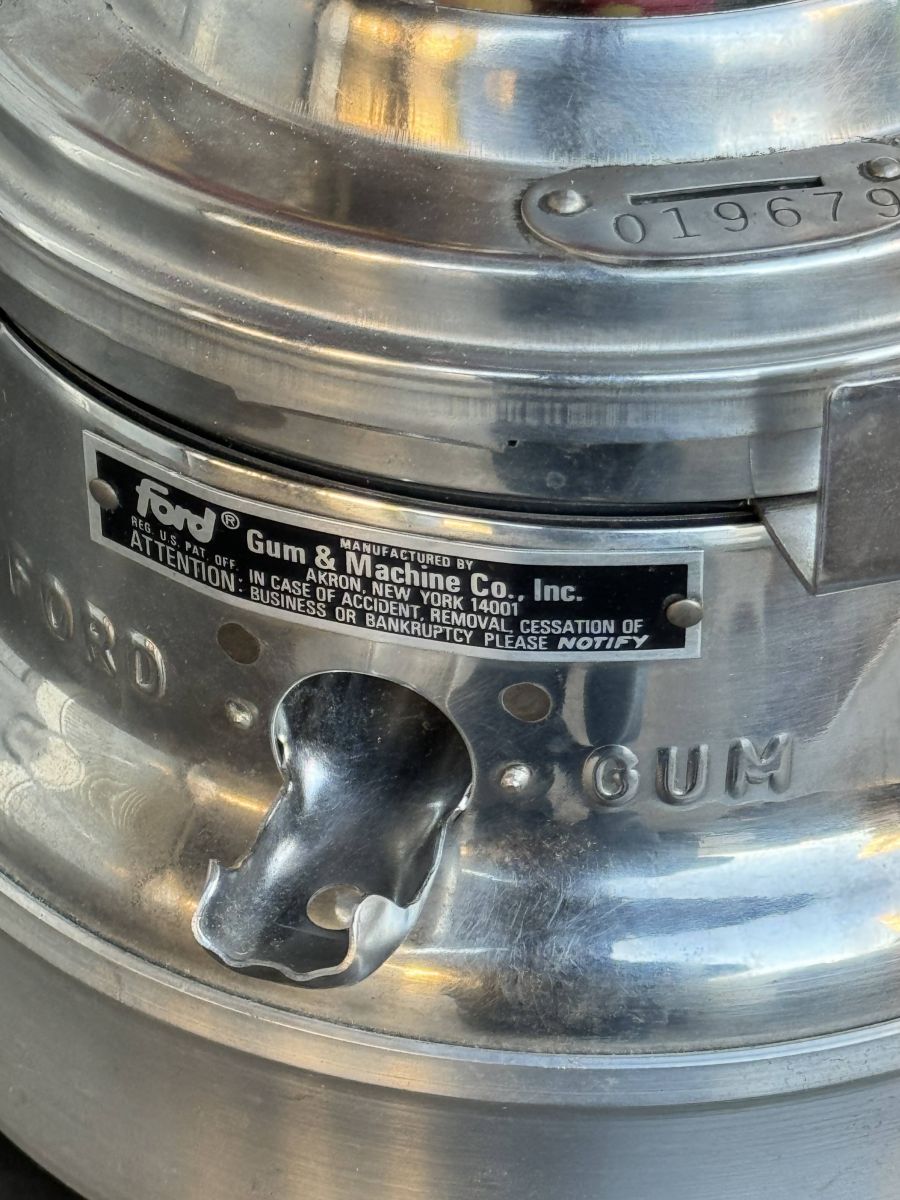 019679
Ford®
REG. U.S. PAT. OFF.
MANUFACTURED BY
Gum & Machine Co., Inc.
AKRON, NEW YORK 14001
ATTENTION: IN CASE OF ACCIDENT, REMOVAL, CESSATION OF
BUSINESS OR BANKRUPTCY PLEASE NOTIFY
FORD GUM